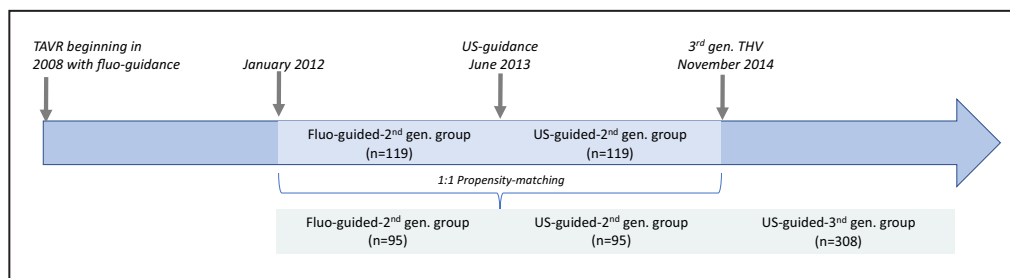 TAVR beginning in
2008 with fluo-guidance
January 2012
US-guidance
June 2013
3rd gen. THV
November 2014
Fluo-guided-2nd gen. group
(n=119)
US-guided-2nd gen. group
(n=119)
1:1 Propensity-matching
Fluo-guided-2nd gen. group
(n=95)
US-guided-2nd gen. group
(n=95)
US-guided-3nd gen. group
(n=308)